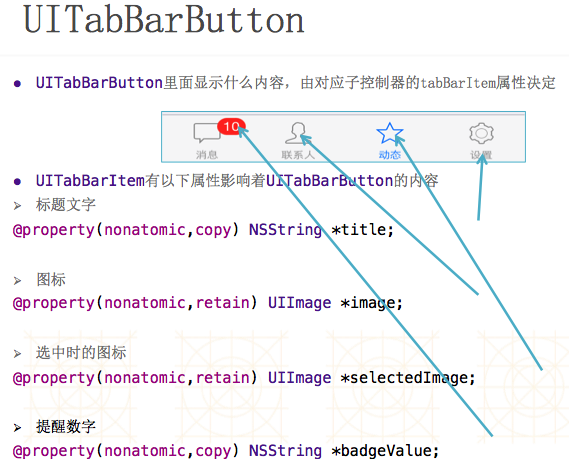 UITabBarButton
● UITabBarButton里面显示什么内容，由对应子控制器的tabBarItem属性决定
10
消息 联系人 动态 设置
● UITabBarItem有以下属性影响着UITabBarButton的内容
➢ 标题文字
@property(nonatomic,copy) NSString *title;
➢ 图标
@property(nonatomic,retain) UIImage *image;
➢ 选中时的图标
@property(nonatomic,retain) UIImage *selectedImage;
➢ 提醒数字
@property(nonatomic,copy) NSString *badgeValue;